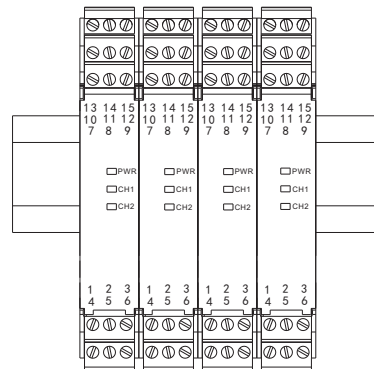 13 14 15 13 14 15 13 14 15 13 14 15
10 11 12 10 11 12 10 11 12 10 11 12
7 8 9 7 8 9 7 8 9 7 8 9
PWR PWR PWR PWR
CH1 CH1 CH1 CH1
CH2 CH2 CH2 CH2
1 2 3 1 2 3 1 2 3 1 2 3
4 5 6 4 5 6 4 5 6 4 5 6